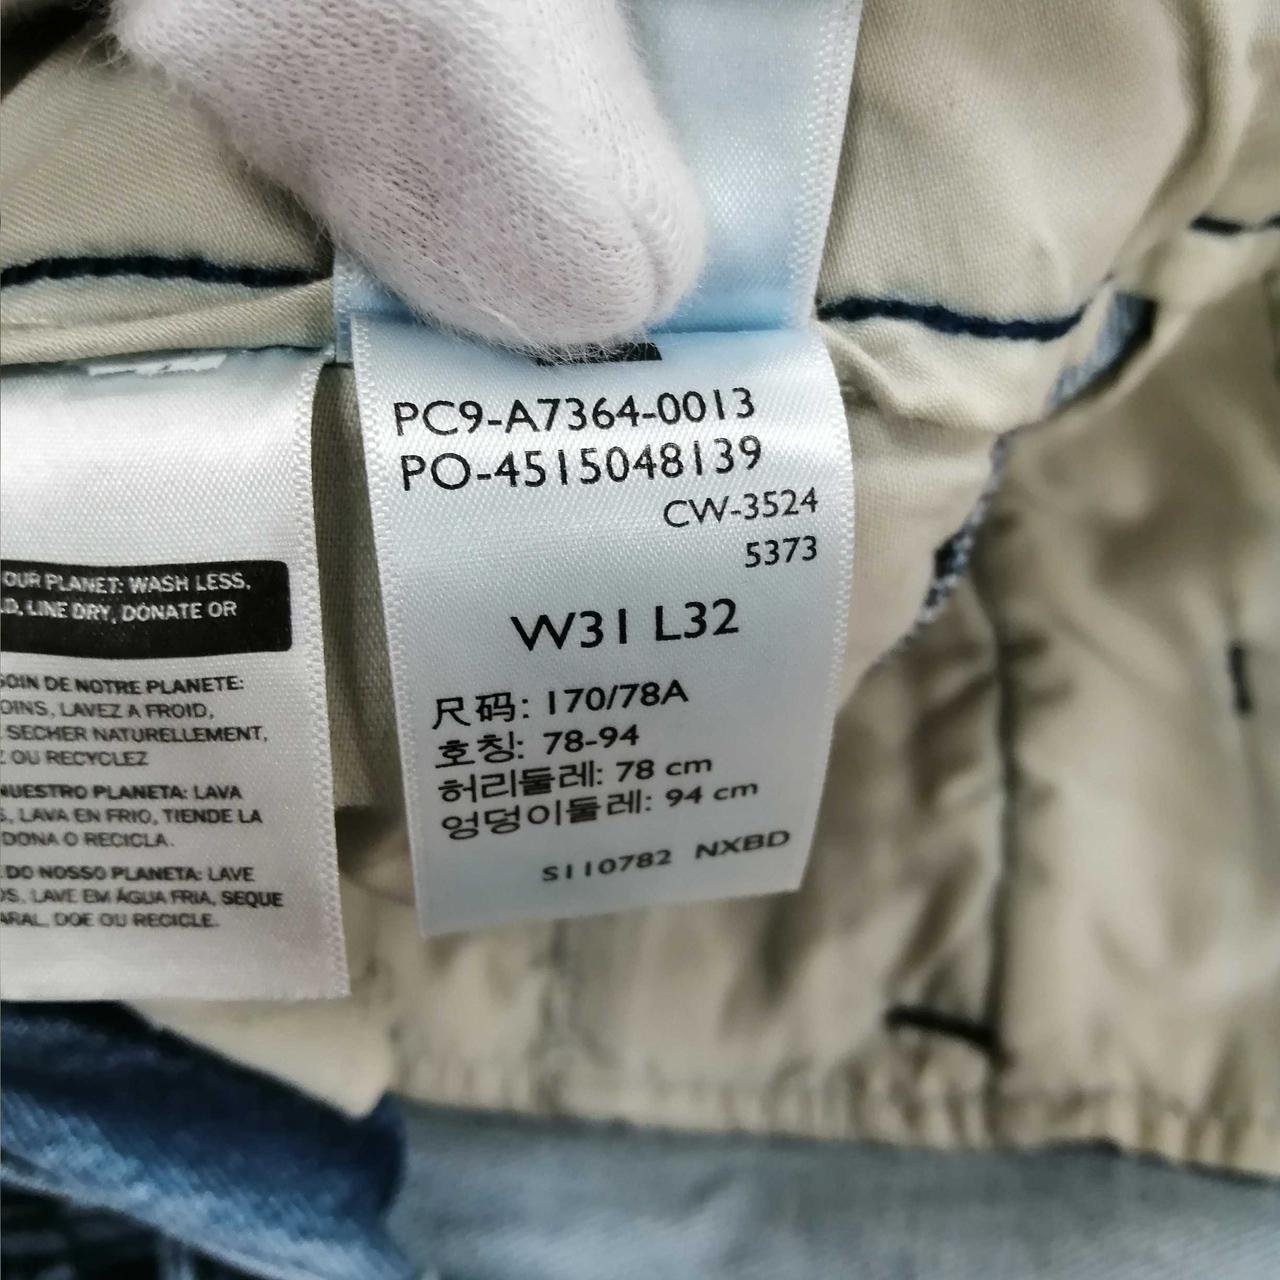 OUR PLANET: WASH LESS,
LINE DRY, DONATE OR
SOIN DE NOTRE PLANETE:
OINS, LAVEZ A FROID,
SECHER NATURELLEMENT,
OU RECYCLEZ
NUESTRO PLANETA: LAVA
S, LAVA EN FRIO, TIENDE LA
DONA O RECICLA.
DO NOSSO PLANETA: LAVE
OS, LAVE EM ÁGUA FRIA, SEQUE
ARAL, DOE OU RECICLE.
PC9-A7364-0013
PO-4515048139
CW-3524
5373
W31 L32
尺码: 170/78A
호칭: 78-94
허리둘레: 78 cm
엉덩이둘레: 94 cm
S110782 NXBD